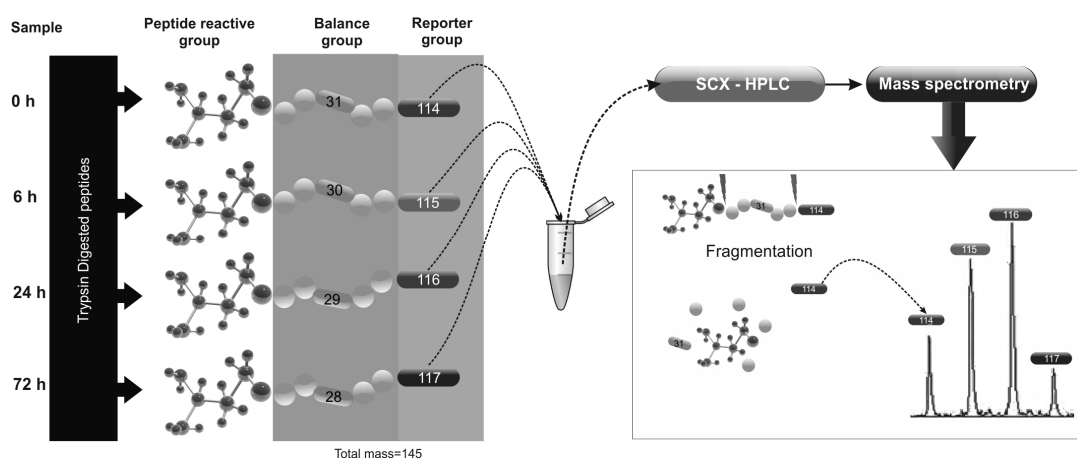 Sample
Peptide reactive
group
Balance
group
Reporter
group
0 h
6 h
24 h
72 h
Trypsin Digested peptides
31
114
30
115
29
116
28
117
Total mass=145
SCX - HPLC
Mass spectrometry
31
114
Fragmentation
114
31
114
115
116
117